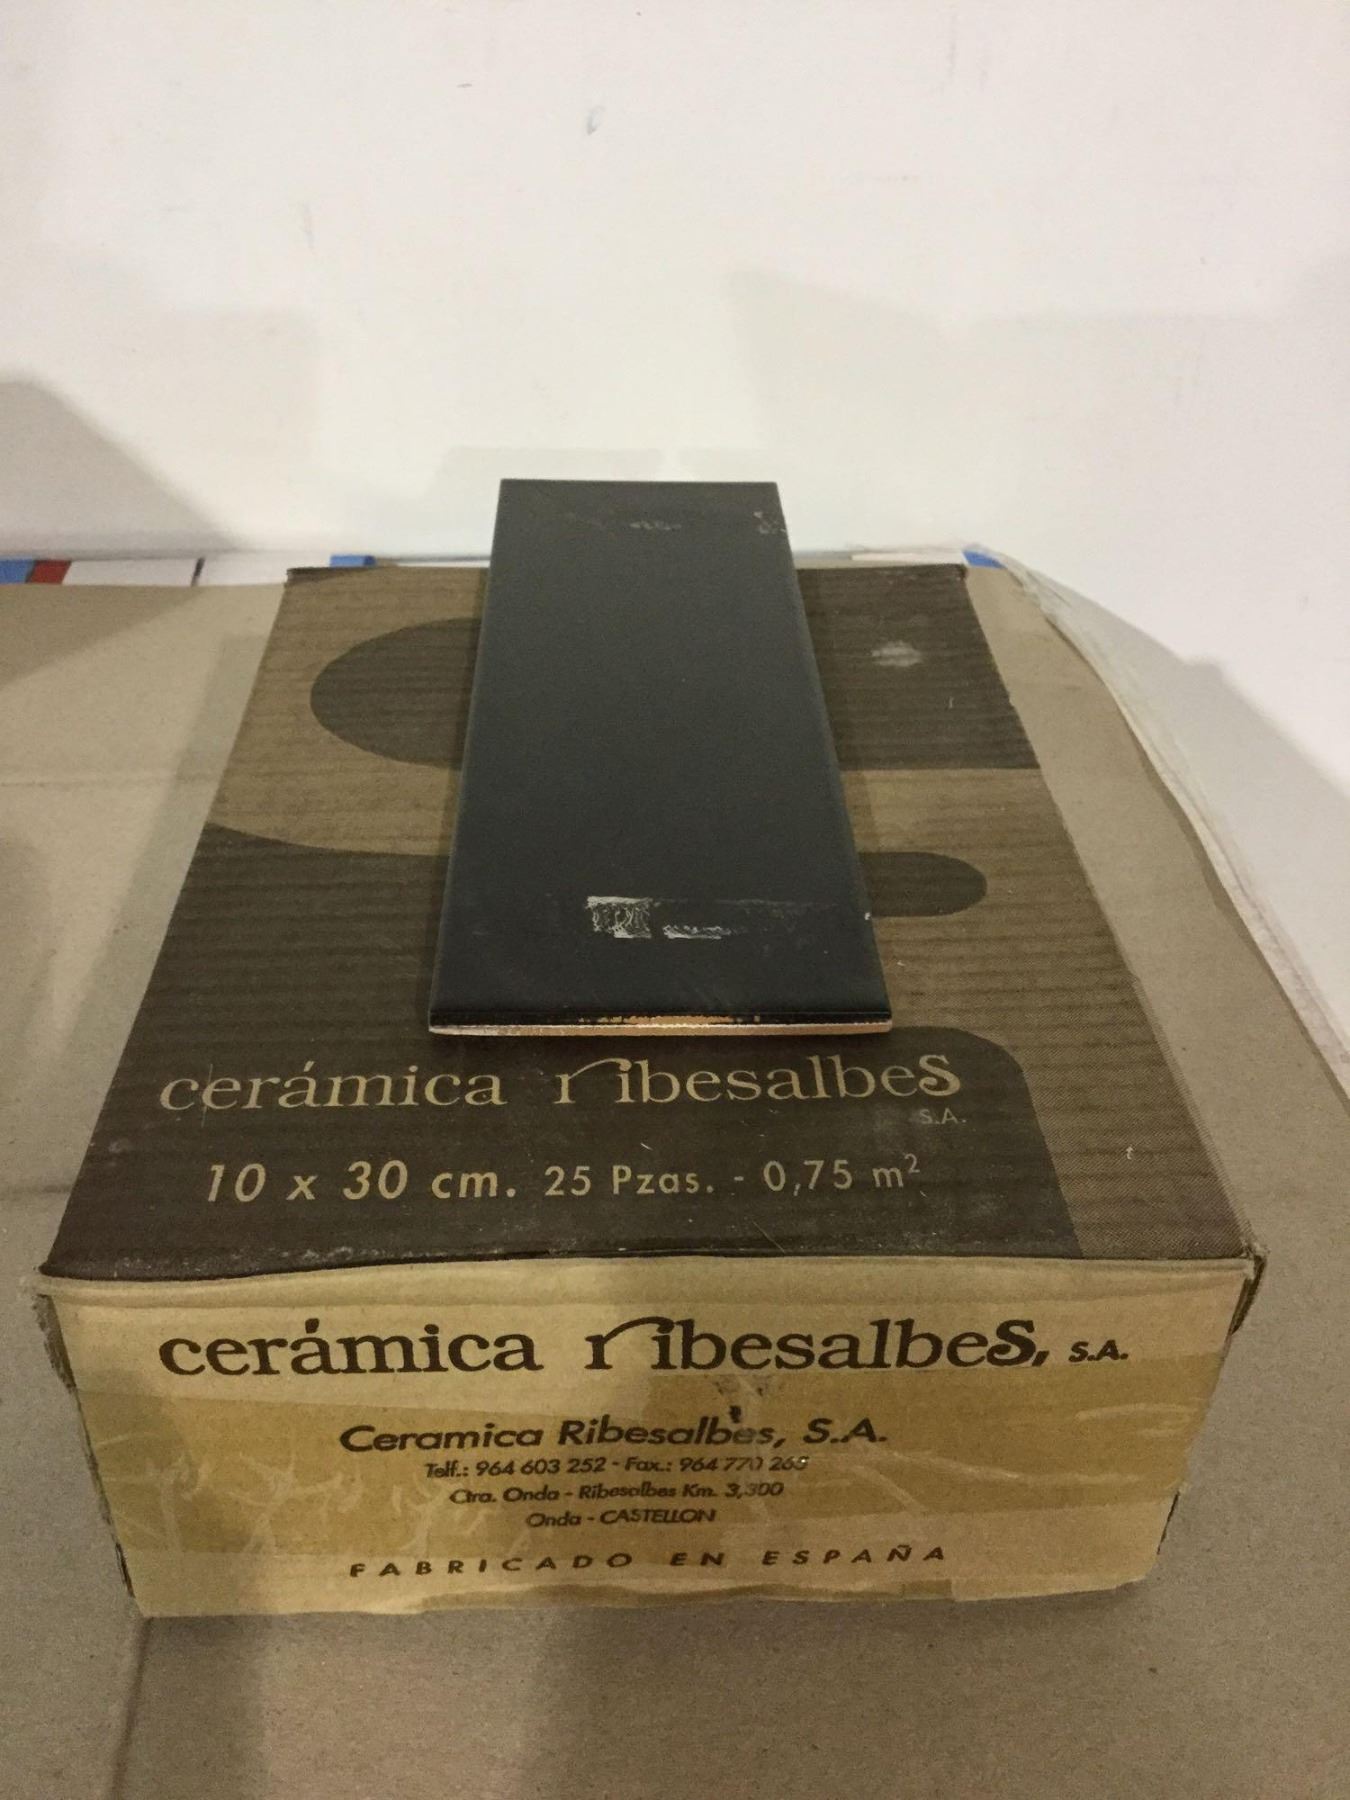 cerámica ribesalbes
S.A.
10 x 30 cm. 25 Pzas. - 0,75 m²
cerámica ribesalbes, S.A.
Ceramica Ribesalbes, S.A.
Telf.: 964 603 252 - Fax.: 964 770 265
Ctra. Onda - Ribesalbes Km. 3,300
Onda - CASTELLON
FABRICADO EN ESPAÑA